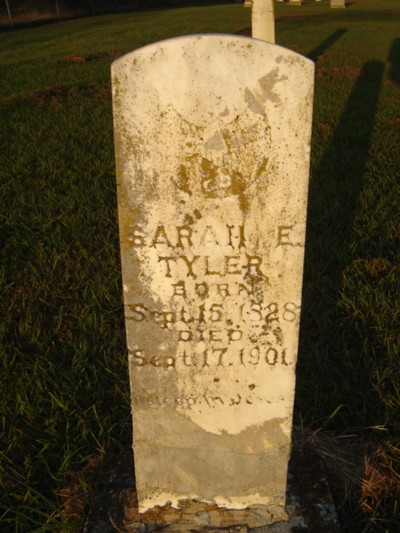 SARAH E.
TYLER
BORN
Sept. 15, 1828
DIED
Sept. 17, 1901.